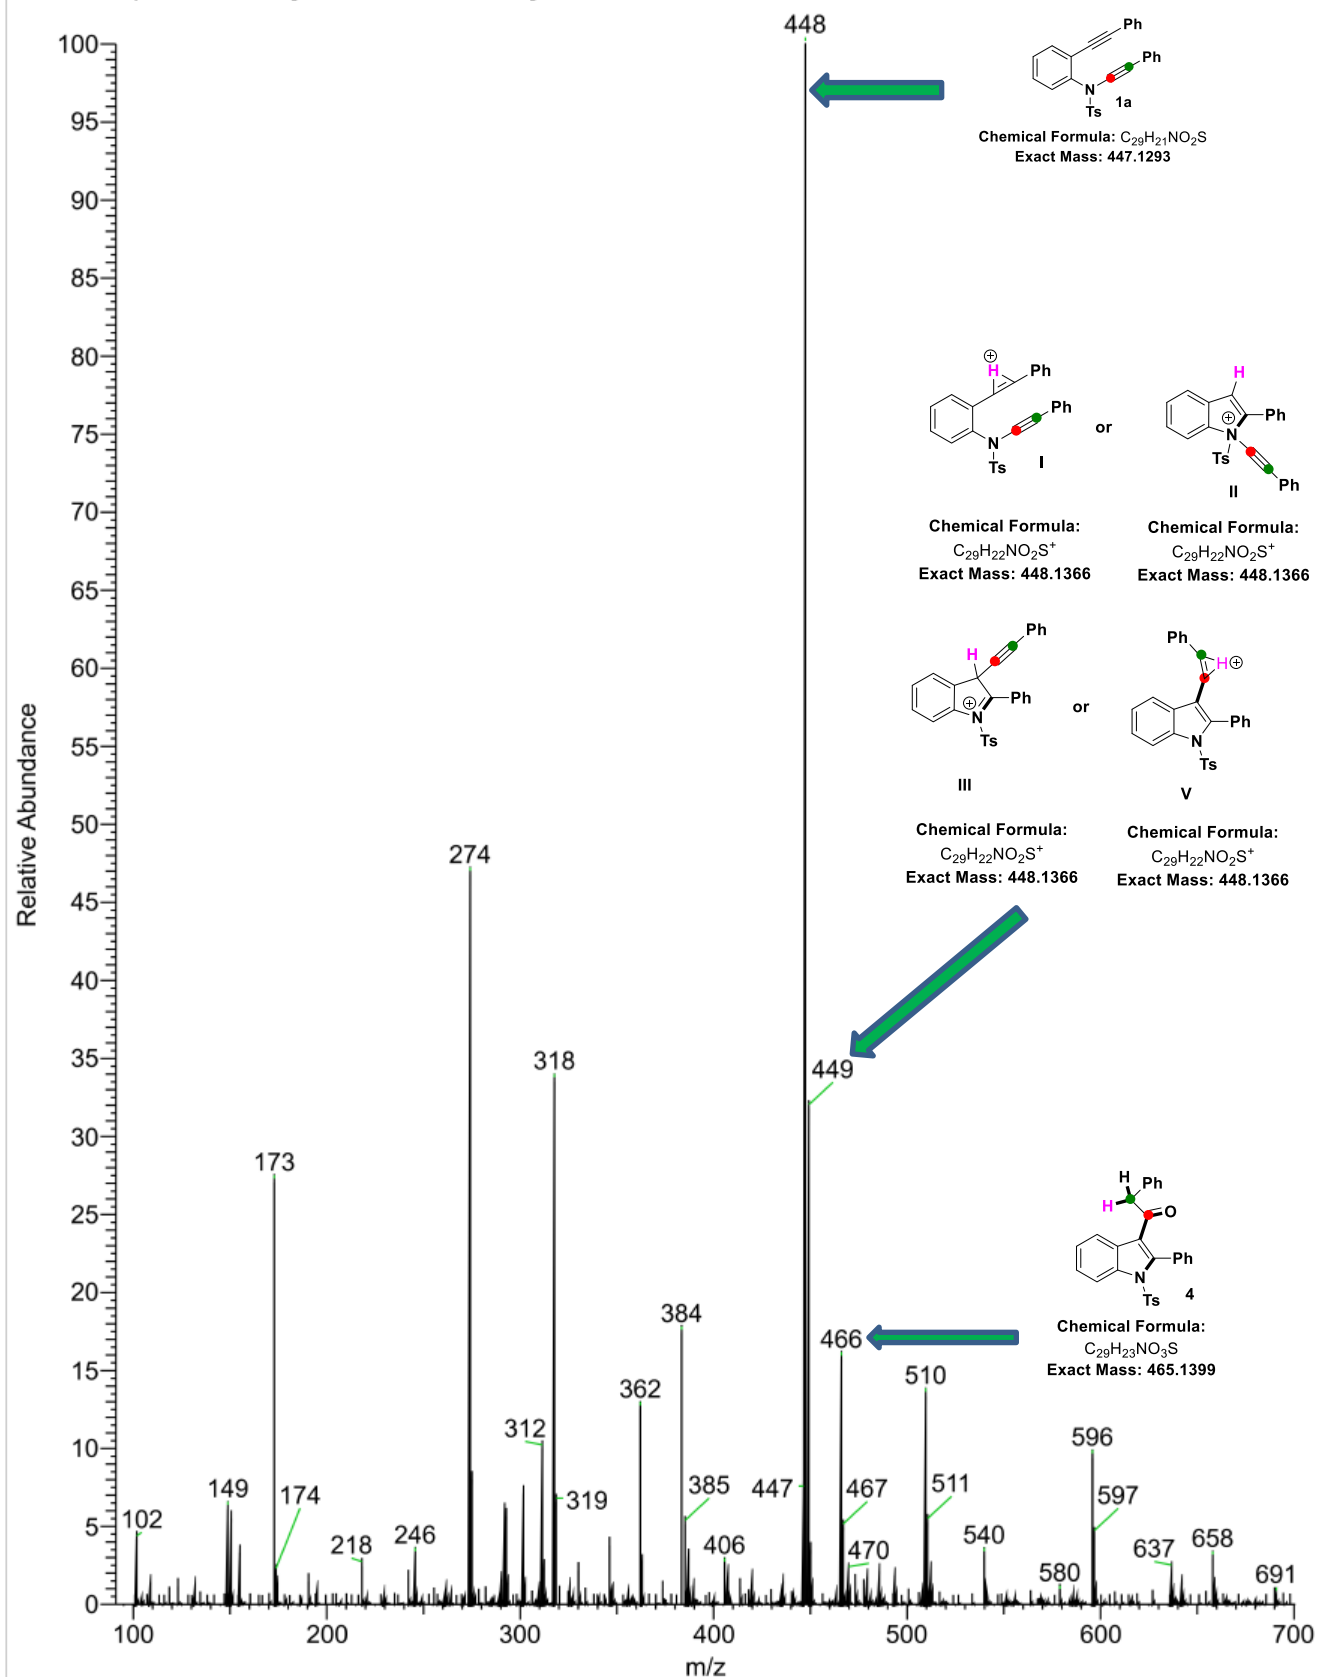 448
Ph
Ph
N
1a
Ts
Chemical Formula: C29H21NO2S
Exact Mass: 447.1293
⊕
H
Ph
Ph
N
Ts
I
or
H
Ph
⊕
N
Ts
Ph
II
Chemical Formula:
C29H22NO2S+
Exact Mass: 448.1366
Chemical Formula:
C29H22NO2S+
Exact Mass: 448.1366
Ph
H
Ph
⊕
N
Ts
III
or
Ph
H⊕
Ph
N
Ts
V
Chemical Formula:
C29H22NO2S+
Exact Mass: 448.1366
Chemical Formula:
C29H22NO2S+
Exact Mass: 448.1366
274
318
449
173
H
Ph
H
O
Ph
N
Ts
4
Chemical Formula:
C29H23NO3S
Exact Mass: 465.1399
384
466
510
362
312
596
149
174
319
385
447
467
511
597
102
218
246
406
470
540
580
637
658
691
100
95
90
85
80
75
70
65
60
55
50
45
40
35
30
25
20
15
10
5
0
Relative Abundance
100 200 300 400 500 600 700
m/z